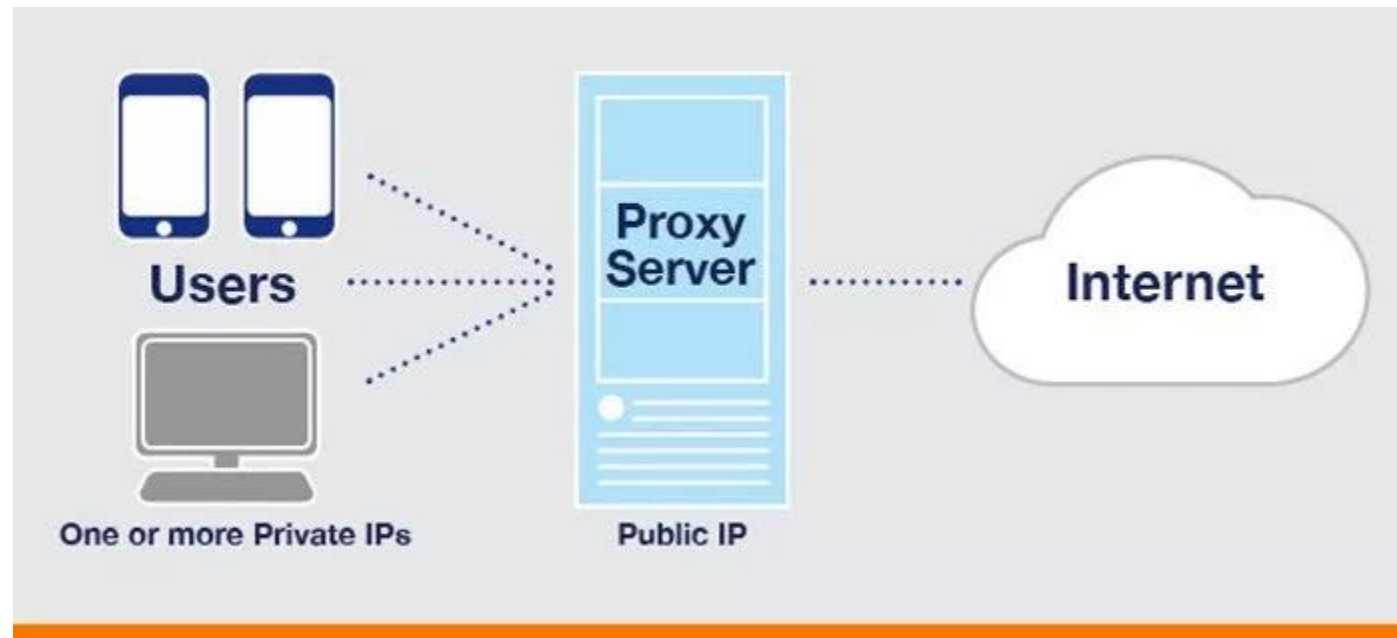 Users
One or more Private IPs
Proxy
Server
Public IP
Internet